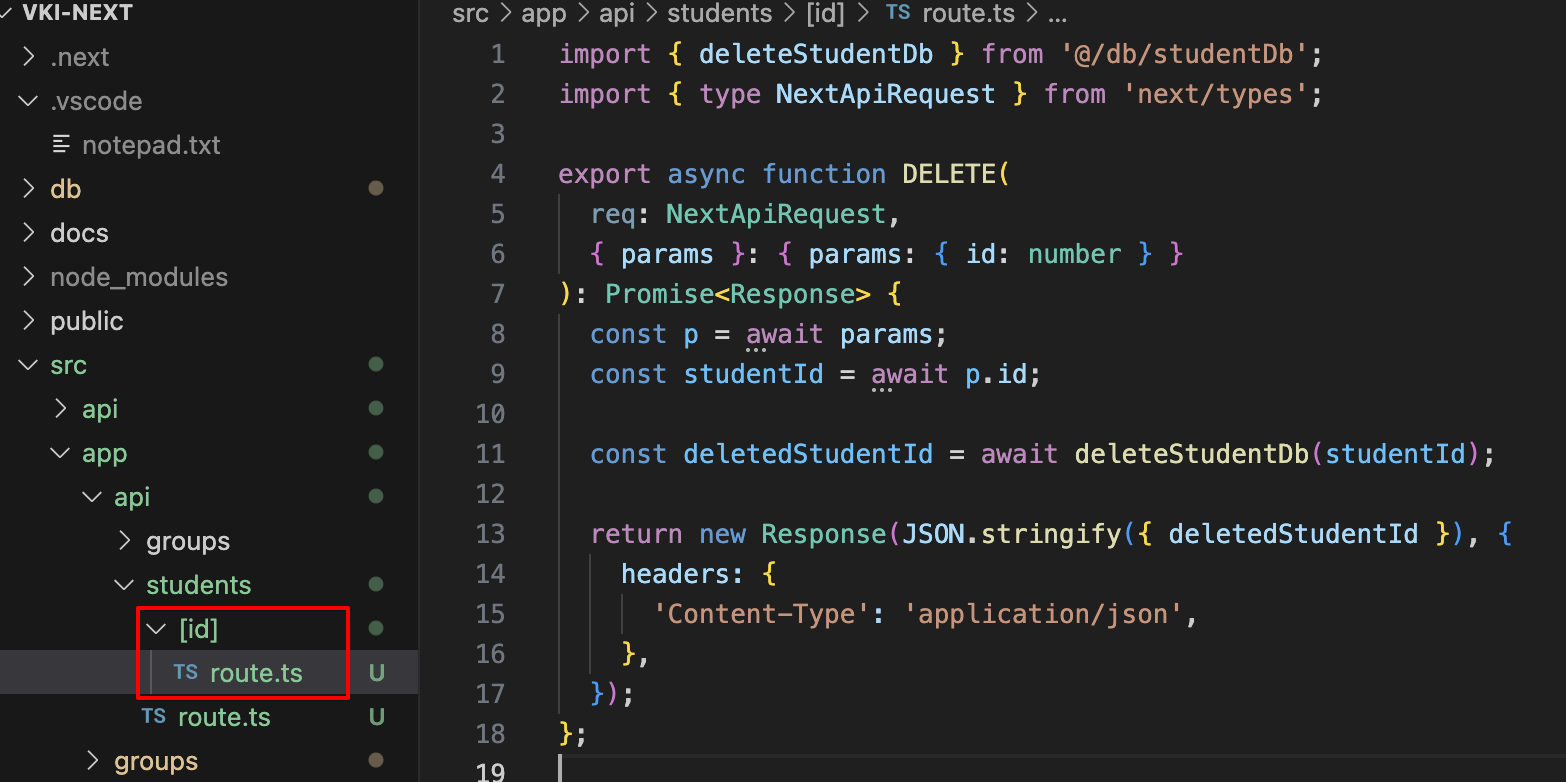 VKI-NEXT
.next
.vscode
notepad.txt
db
docs
node_modules
public
src
api
app
api
groups
students
[id]
TS route.ts U
TS route.ts U
groups
src > app > api > students > [id] > TS route.ts > ...
1 import { deleteStudentDb } from '@/db/studentDb';
2 import { type NextApiRequest } from 'next/types';
3
4 export async function DELETE(
5   req: NextApiRequest,
6   { params }: { params: { id: number } }
7 ): Promise<Response> {
8   const p = await params;
9   const studentId = await p.id;
10
11   const deletedStudentId = await deleteStudentDb(studentId);
12
13   return new Response(JSON.stringify({ deletedStudentId }), {
14     headers: {
15       'Content-Type': 'application/json',
16     },
17   });
18 };
19